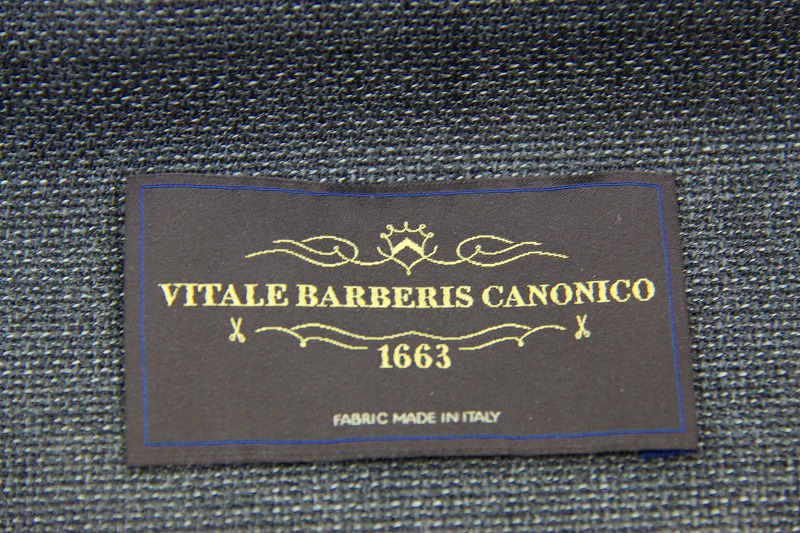 VITALE BARBERIS CANONICO
1663
FABRIC MADE IN ITALY